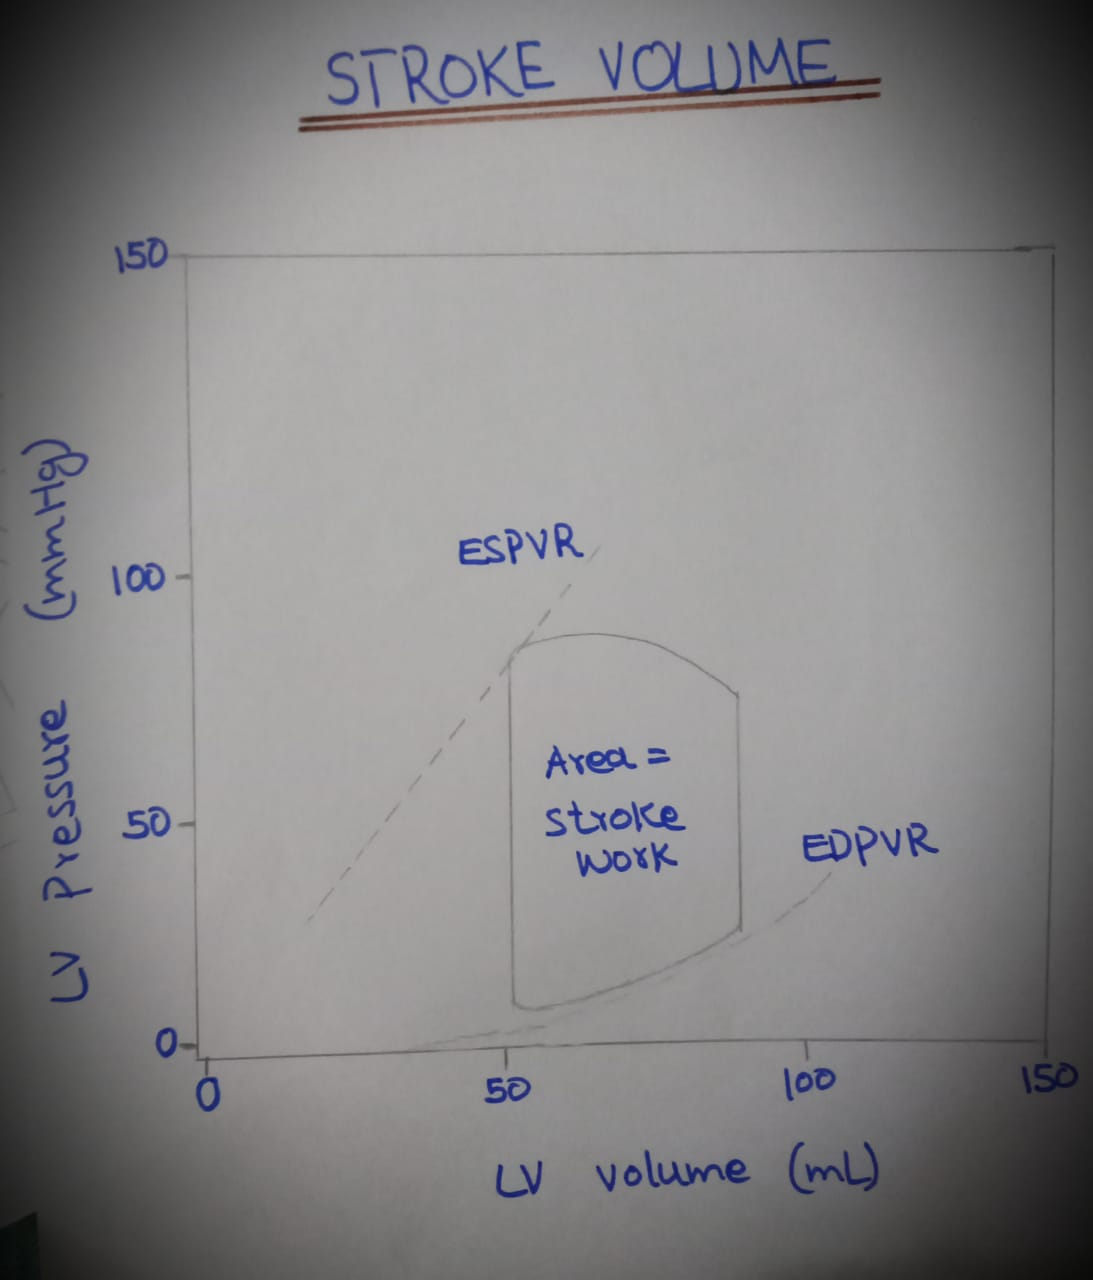 STROKE VOLUME
150
ESPVR
100
LV Pressure (mmHg)
Area =
stroke
work
50
EDPVR
0
0 50 100 150
LV volume (mL)